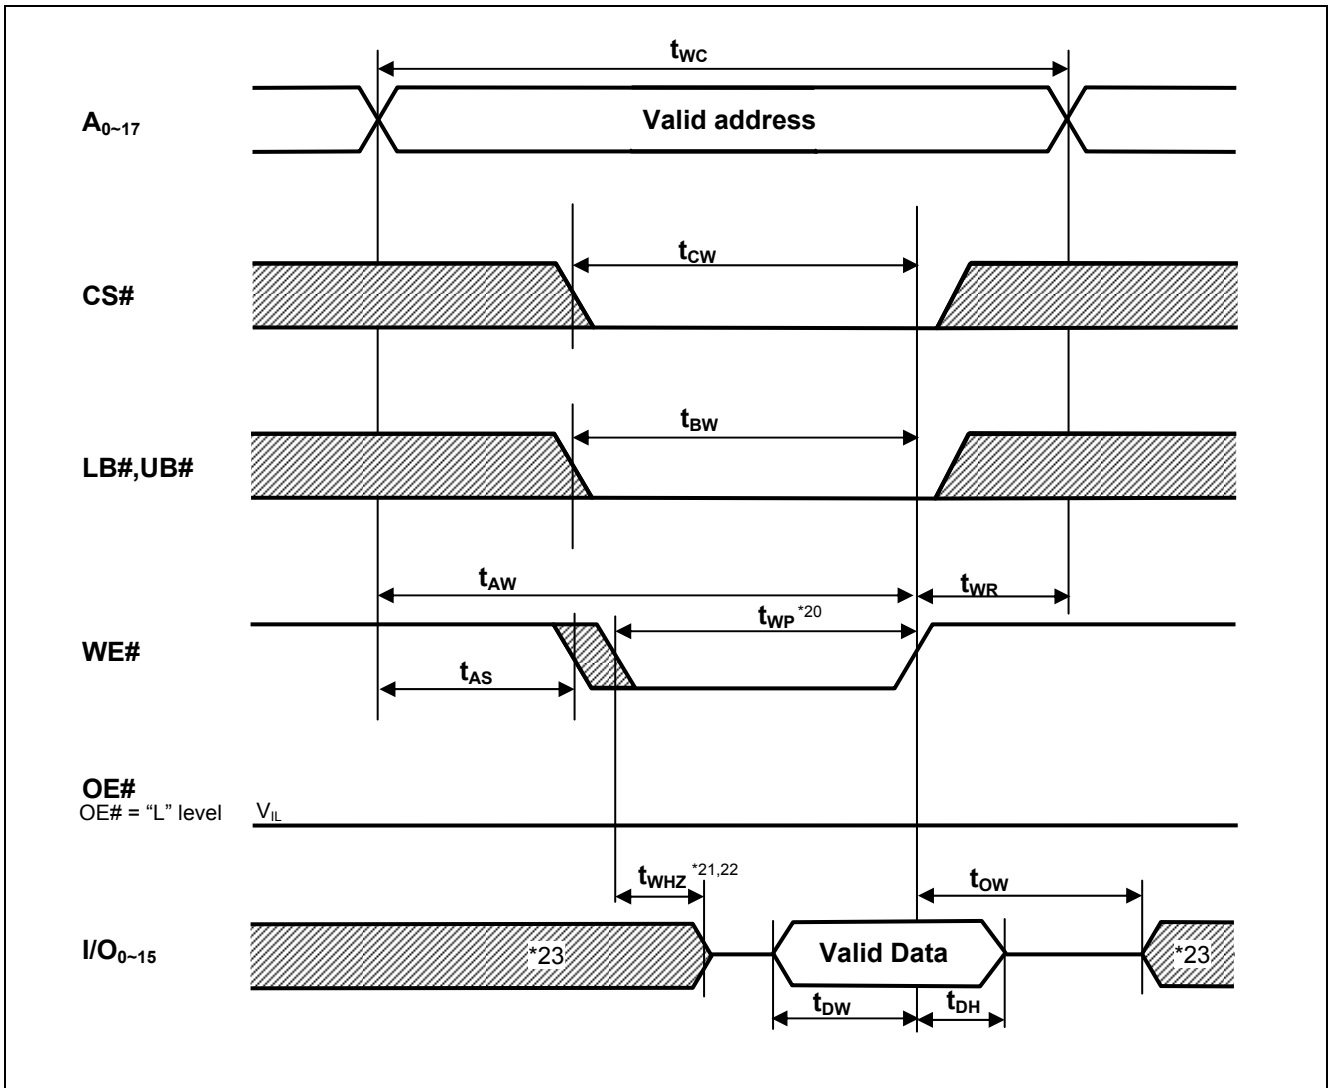 tWC
A0~17
Valid address
tCW
CS#
tBW
LB#,UB#
tAW
tWR
tWP *20
WE#
tAS
OE#
OE# = “L” level VIL
tWHZ *21,22
tOW
I/O0~15
*23
Valid Data
*23
tDW
tDH